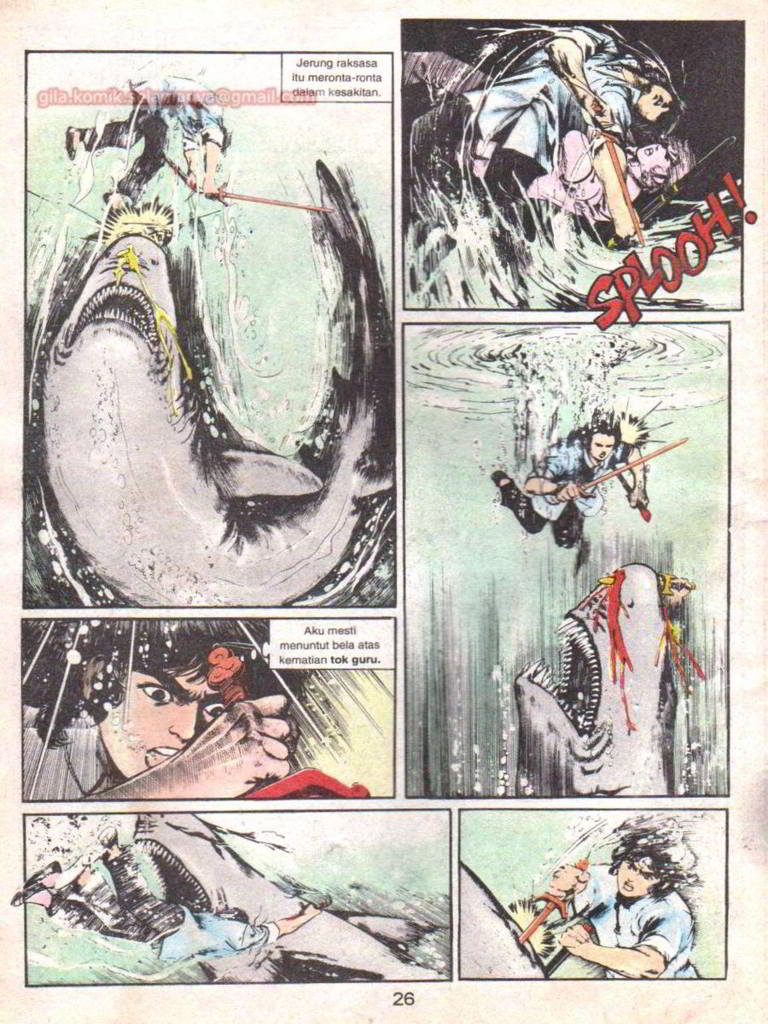 Jerung raksasa
itu meronta-ronta
dalam kesakitan.
SPLOOH!
Aku mesti
menuntut bela atas
kematian tok guru.
26